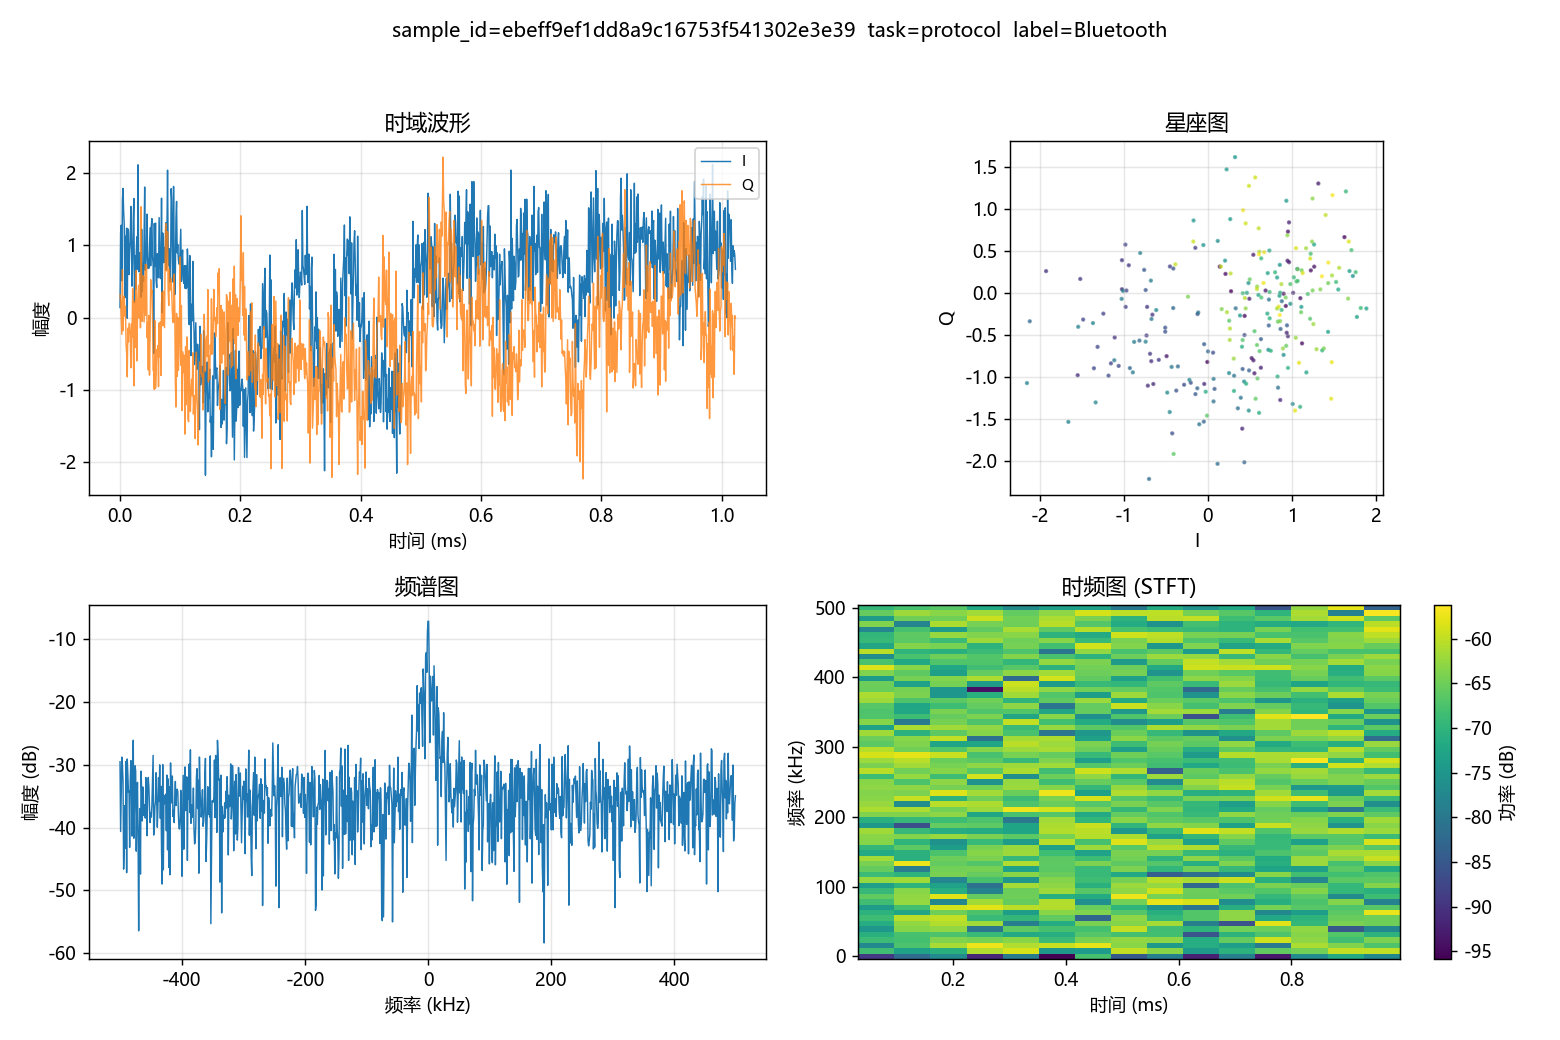 sample_id=ebeff9ef1dd8a9c16753f541302e3e39 task=protocol label=Bluetooth
时域波形
2
1
0
-1
-2
幅度
I
Q
0.0 0.2 0.4 0.6 0.8 1.0
时间 (ms)
星座图
1.5
1.0
0.5
0.0
-0.5
-1.0
-1.5
-2.0
Q
-2 -1 0 1 2
I
频谱图
-10
-20
-30
-40
-50
-60
幅度 (dB)
-400 -200 0 200 400
频率 (kHz)
时频图 (STFT)
500
400
300
200
100
0
频率 (kHz)
0.2 0.4 0.6 0.8
时间 (ms)
-60
-65
-70
-75
-80
-85
-90
-95
功率 (dB)